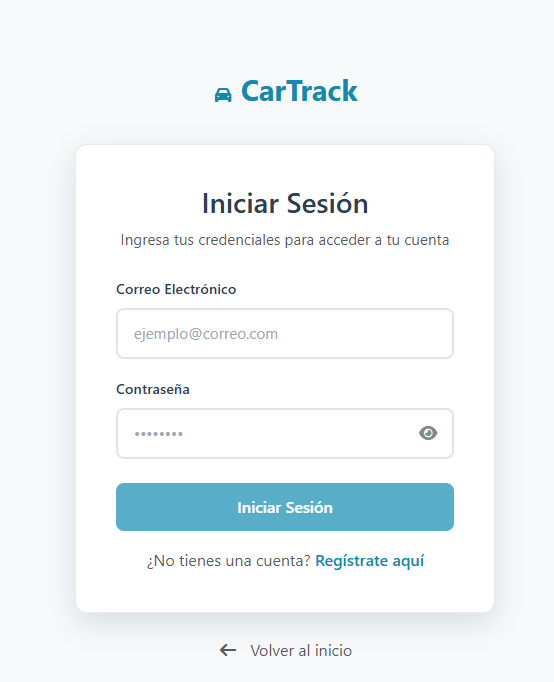 CarTrack
Iniciar Sesión
Ingresa tus credenciales para acceder a tu cuenta
Correo Electrónico
ejemplo@correo.com
Contraseña
••••••••
Iniciar Sesión
¿No tienes una cuenta? Regístrate aquí
Volver al inicio